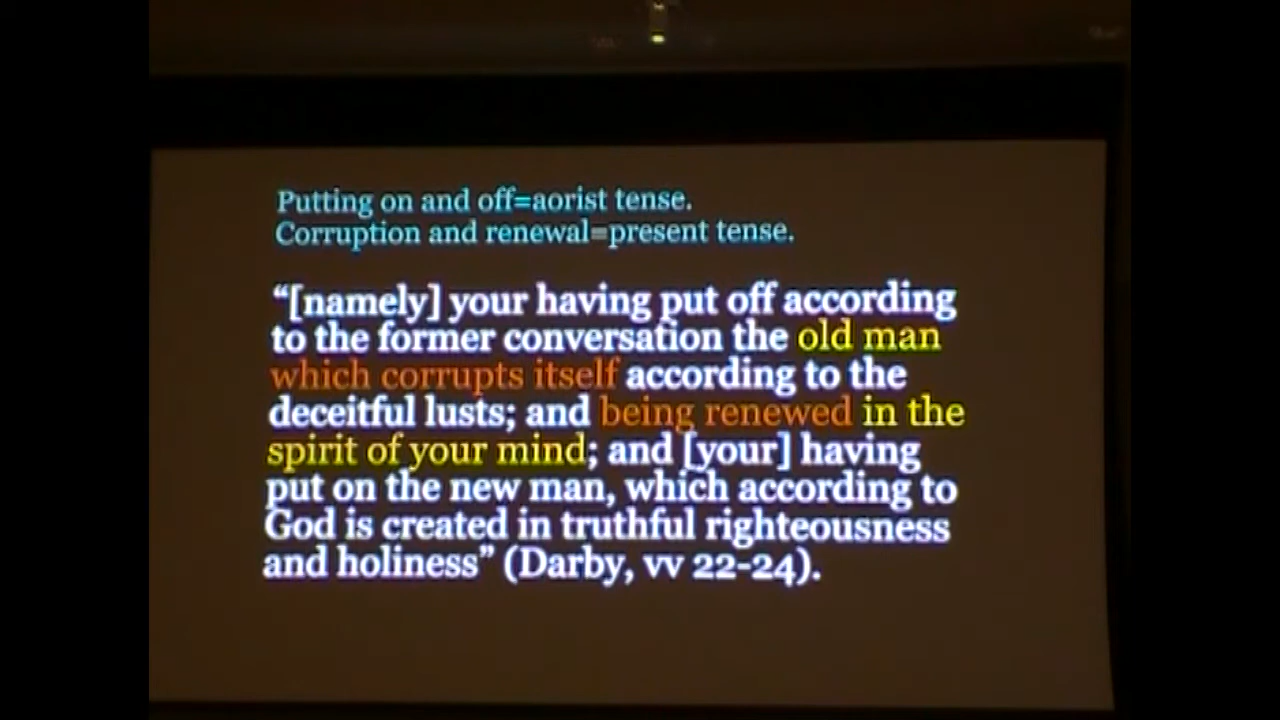 Putting on and off=aorist tense.
Corruption and renewal=present tense.
“[namely] your having put off according
to the former conversation the old man
which corrupts itself according to the
deceitful lusts; and being renewed in the
spirit of your mind; and [your] having
put on the new man, which according to
God is created in truthful righteousness
and holiness” (Darby, vv 22-24).